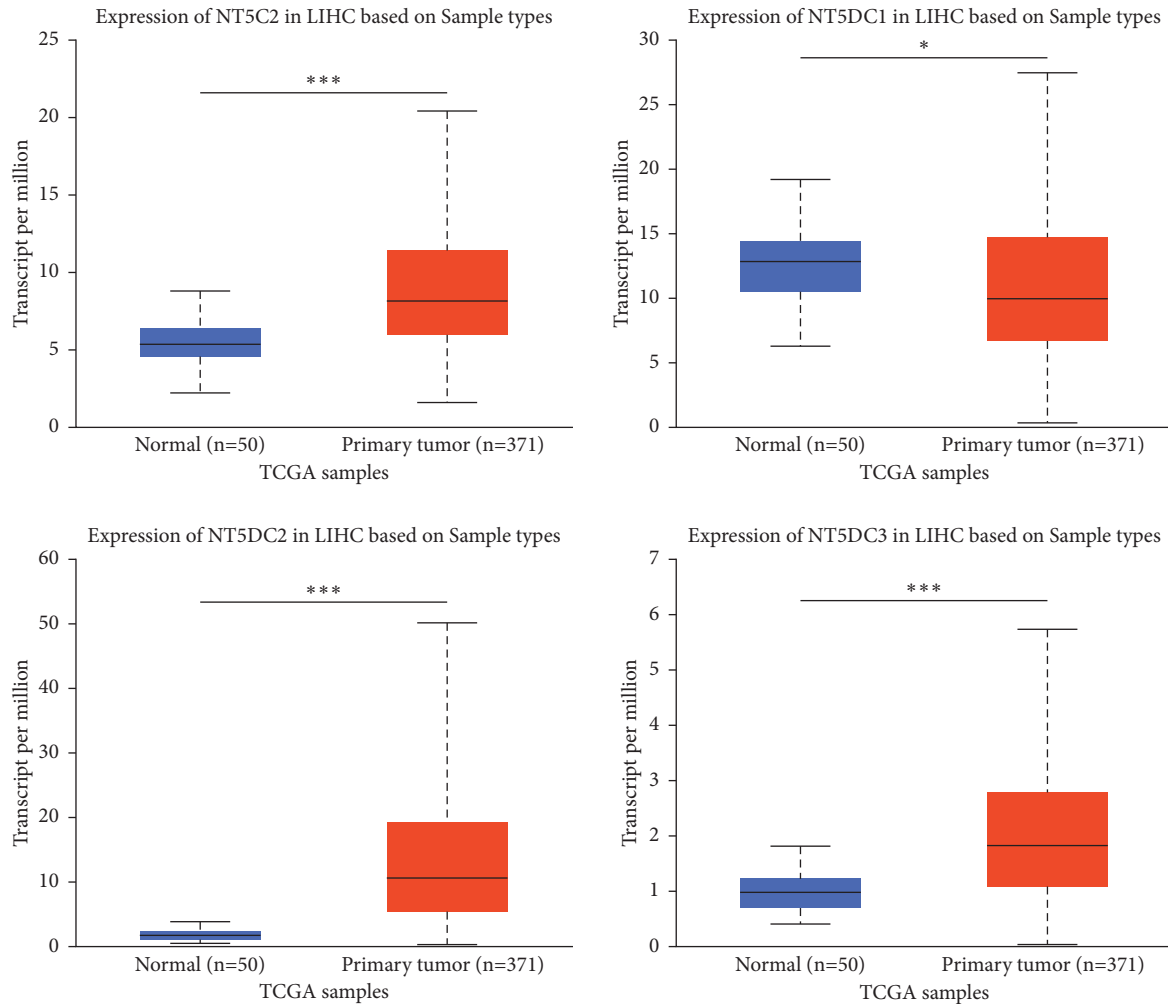 Expression of NT5C2 in LIHC based on Sample types
25
20
15
10
5
0
Transcript per million
***
Normal (n=50)
Primary tumor (n=371)
TCGA samples
Expression of NT5DC1 in LIHC based on Sample types
30
25
20
15
10
5
0
Transcript per million
*
Normal (n=50)
Primary tumor (n=371)
TCGA samples
Expression of NT5DC2 in LIHC based on Sample types
60
50
40
30
20
10
0
Transcript per million
***
Normal (n=50)
Primary tumor (n=371)
TCGA samples
Expression of NT5DC3 in LIHC based on Sample types
7
6
5
4
3
2
1
0
Transcript per million
***
Normal (n=50)
Primary tumor (n=371)
TCGA samples